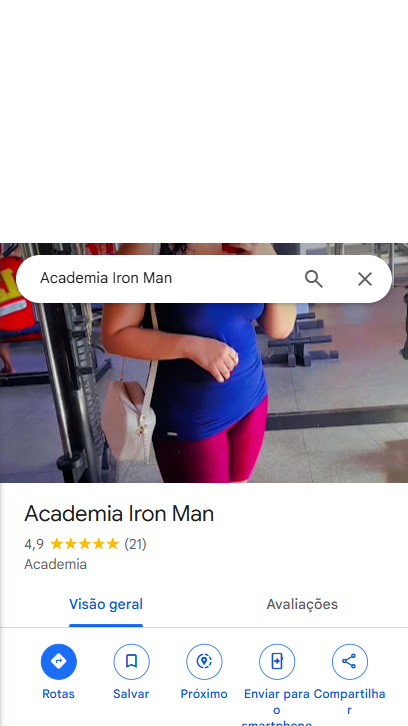 Academia Iron Man
Academia Iron Man
4,9 ★★★★★ (21)
Academia
Visão geral
Avaliações
Rotas
Salvar
Próximo
Enviar para
o
smartphone
Compartilha
r